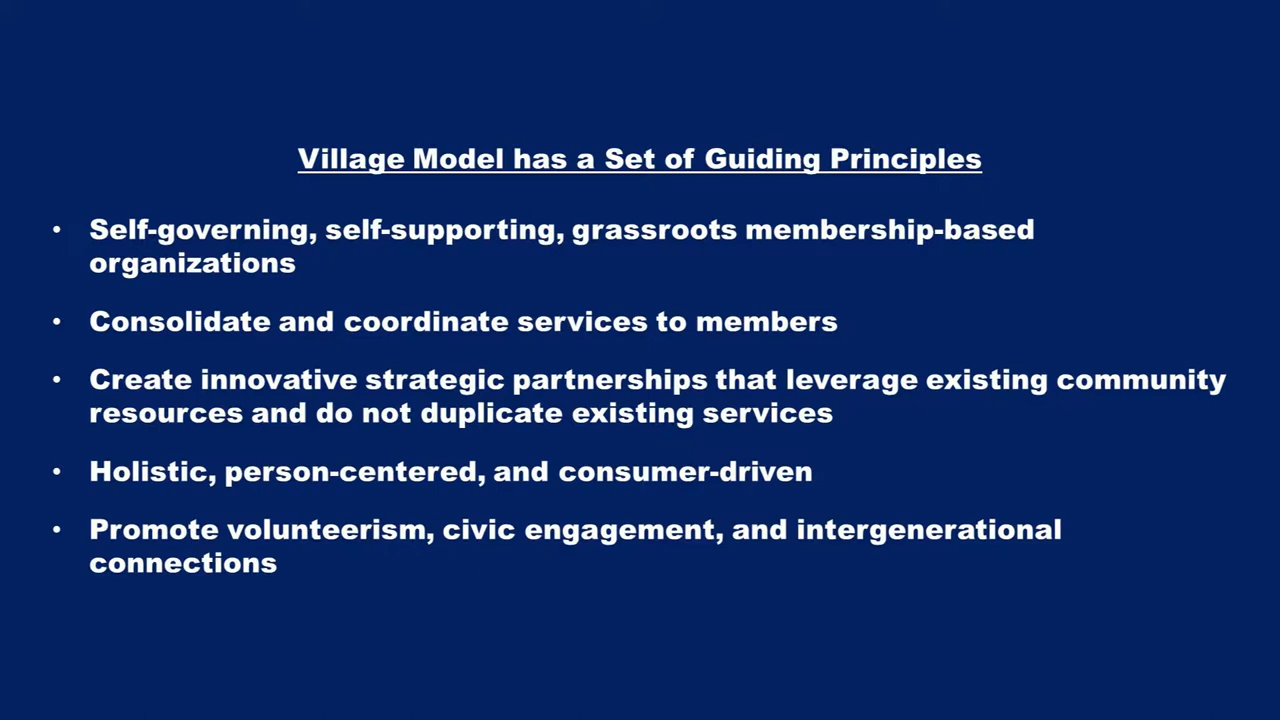 Village Model has a Set of Guiding Principles
• Self-governing, self-supporting, grassroots membership-based
organizations
• Consolidate and coordinate services to members
• Create innovative strategic partnerships that leverage existing community
resources and do not duplicate existing services
• Holistic, person-centered, and consumer-driven
• Promote volunteerism, civic engagement, and intergenerational
connections